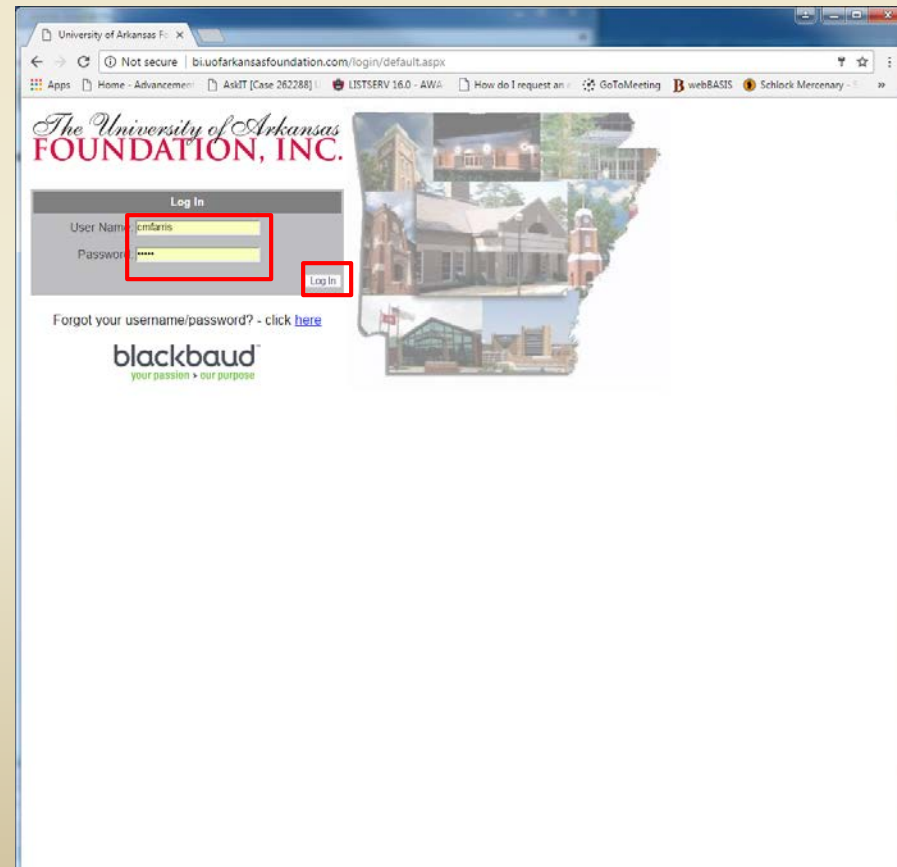 University of Arkansas Fo
Not secure | bi.uofarkansasfoundation.com/login/default.aspx
Apps Home - Advancement AskIT [Case 262288] U LISTSERV 16.0 - AWA How do I request an a GoToMeeting B webBASIS Schlock Mercenary - S »
The University of Arkansas
FOUNDATION, INC.
Log In
User Name: cmfarris
Password: •••••
Log In
Forgot your username/password? - click here
blackbaud™
your passion › our purpose